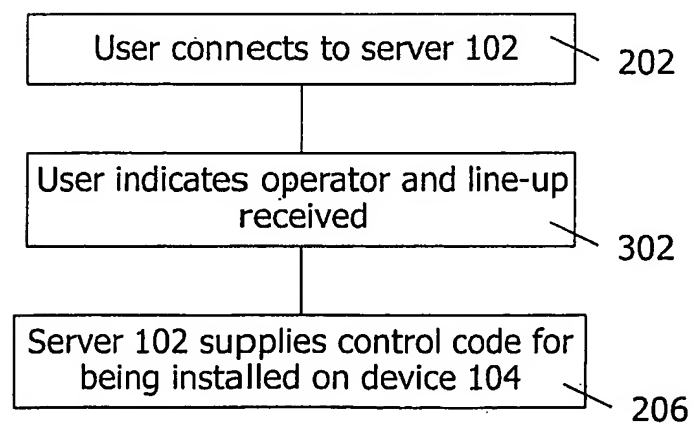 User connects to server 102
202
User indicates operator and line-up
received
302
Server 102 supplies control code for
being installed on device 104
206